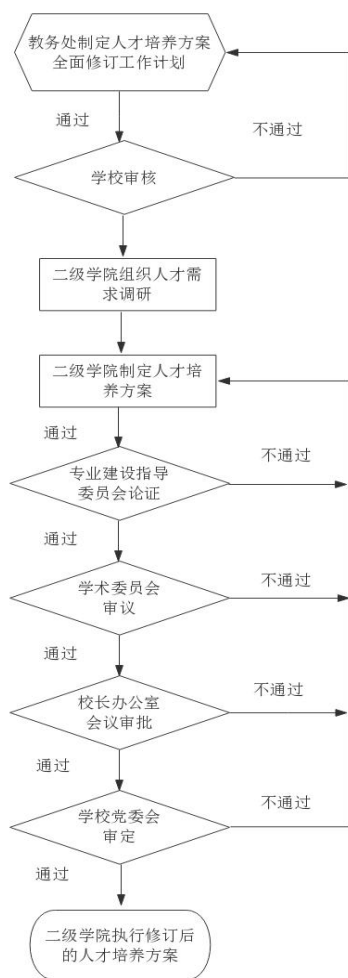 教务处制定人才培养方案
全面修订工作计划
通过
不通过
学校审核
二级学院组织人才需
求调研
二级学院制定人才培
养方案
通过
不通过
专业建设指导
委员会论证
通过
不通过
学术委员会
审议
通过
不通过
校长办公室
会议审批
通过
不通过
学校党委会
审定
通过
二级学院执行修订后
的人才培养方案